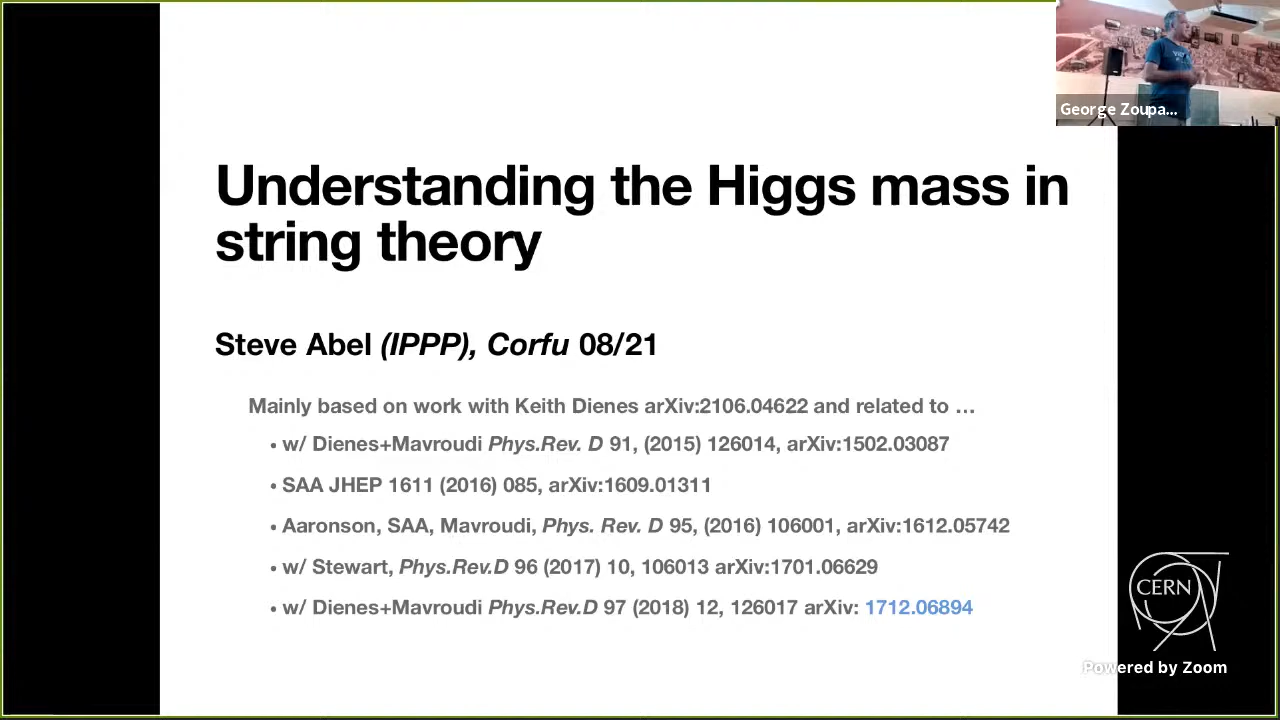 George Zoupa...
Understanding the Higgs mass in
string theory
Steve Abel (IPPP), Corfu 08/21
Mainly based on work with Keith Dienes arXiv:2106.04622 and related to …
• w/ Dienes+Mavroudi Phys.Rev. D 91, (2015) 126014, arXiv:1502.03087
• SAA JHEP 1611 (2016) 085, arXiv:1609.01311
• Aaronson, SAA, Mavroudi, Phys. Rev. D 95, (2016) 106001, arXiv:1612.05742
• w/ Stewart, Phys.Rev.D 96 (2017) 10, 106013 arXiv:1701.06629
• w/ Dienes+Mavroudi Phys.Rev.D 97 (2018) 12, 126017 arXiv: 1712.06894
CERN
Powered by Zoom